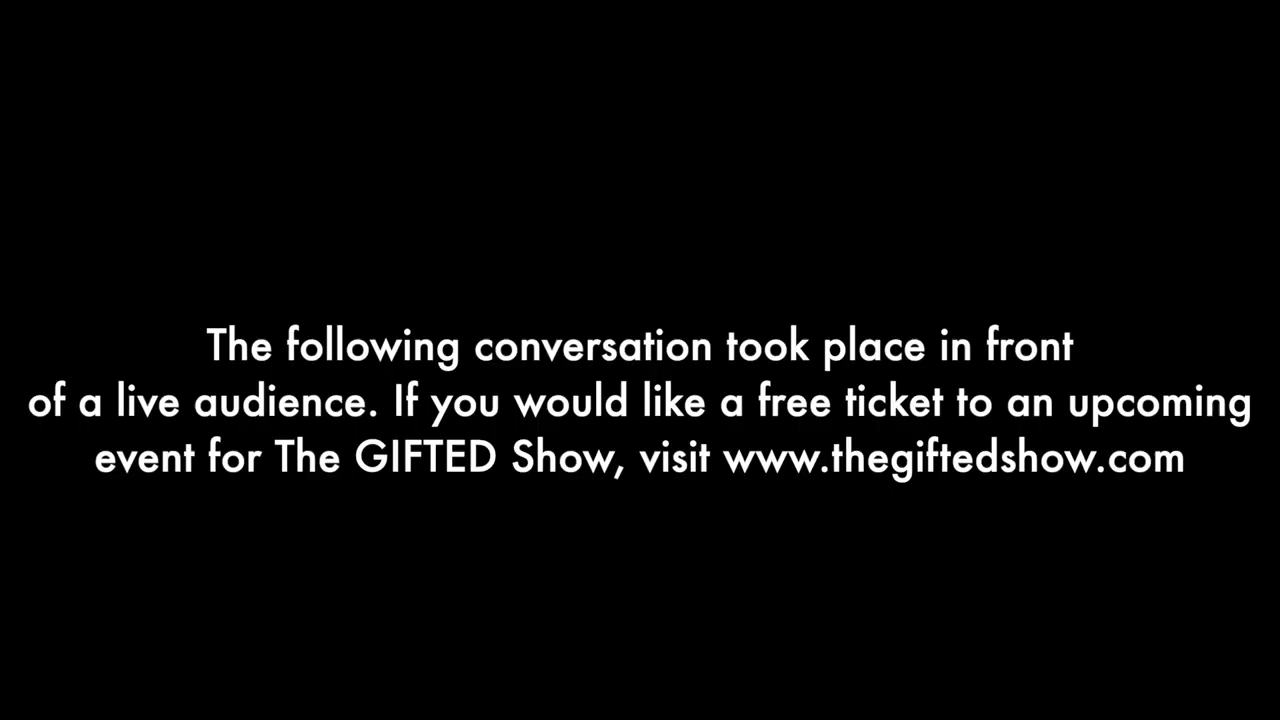 The following conversation took place in front
of a live audience. If you would like a free ticket to an upcoming
event for The GIFTED Show, visit www.thegiftedshow.com